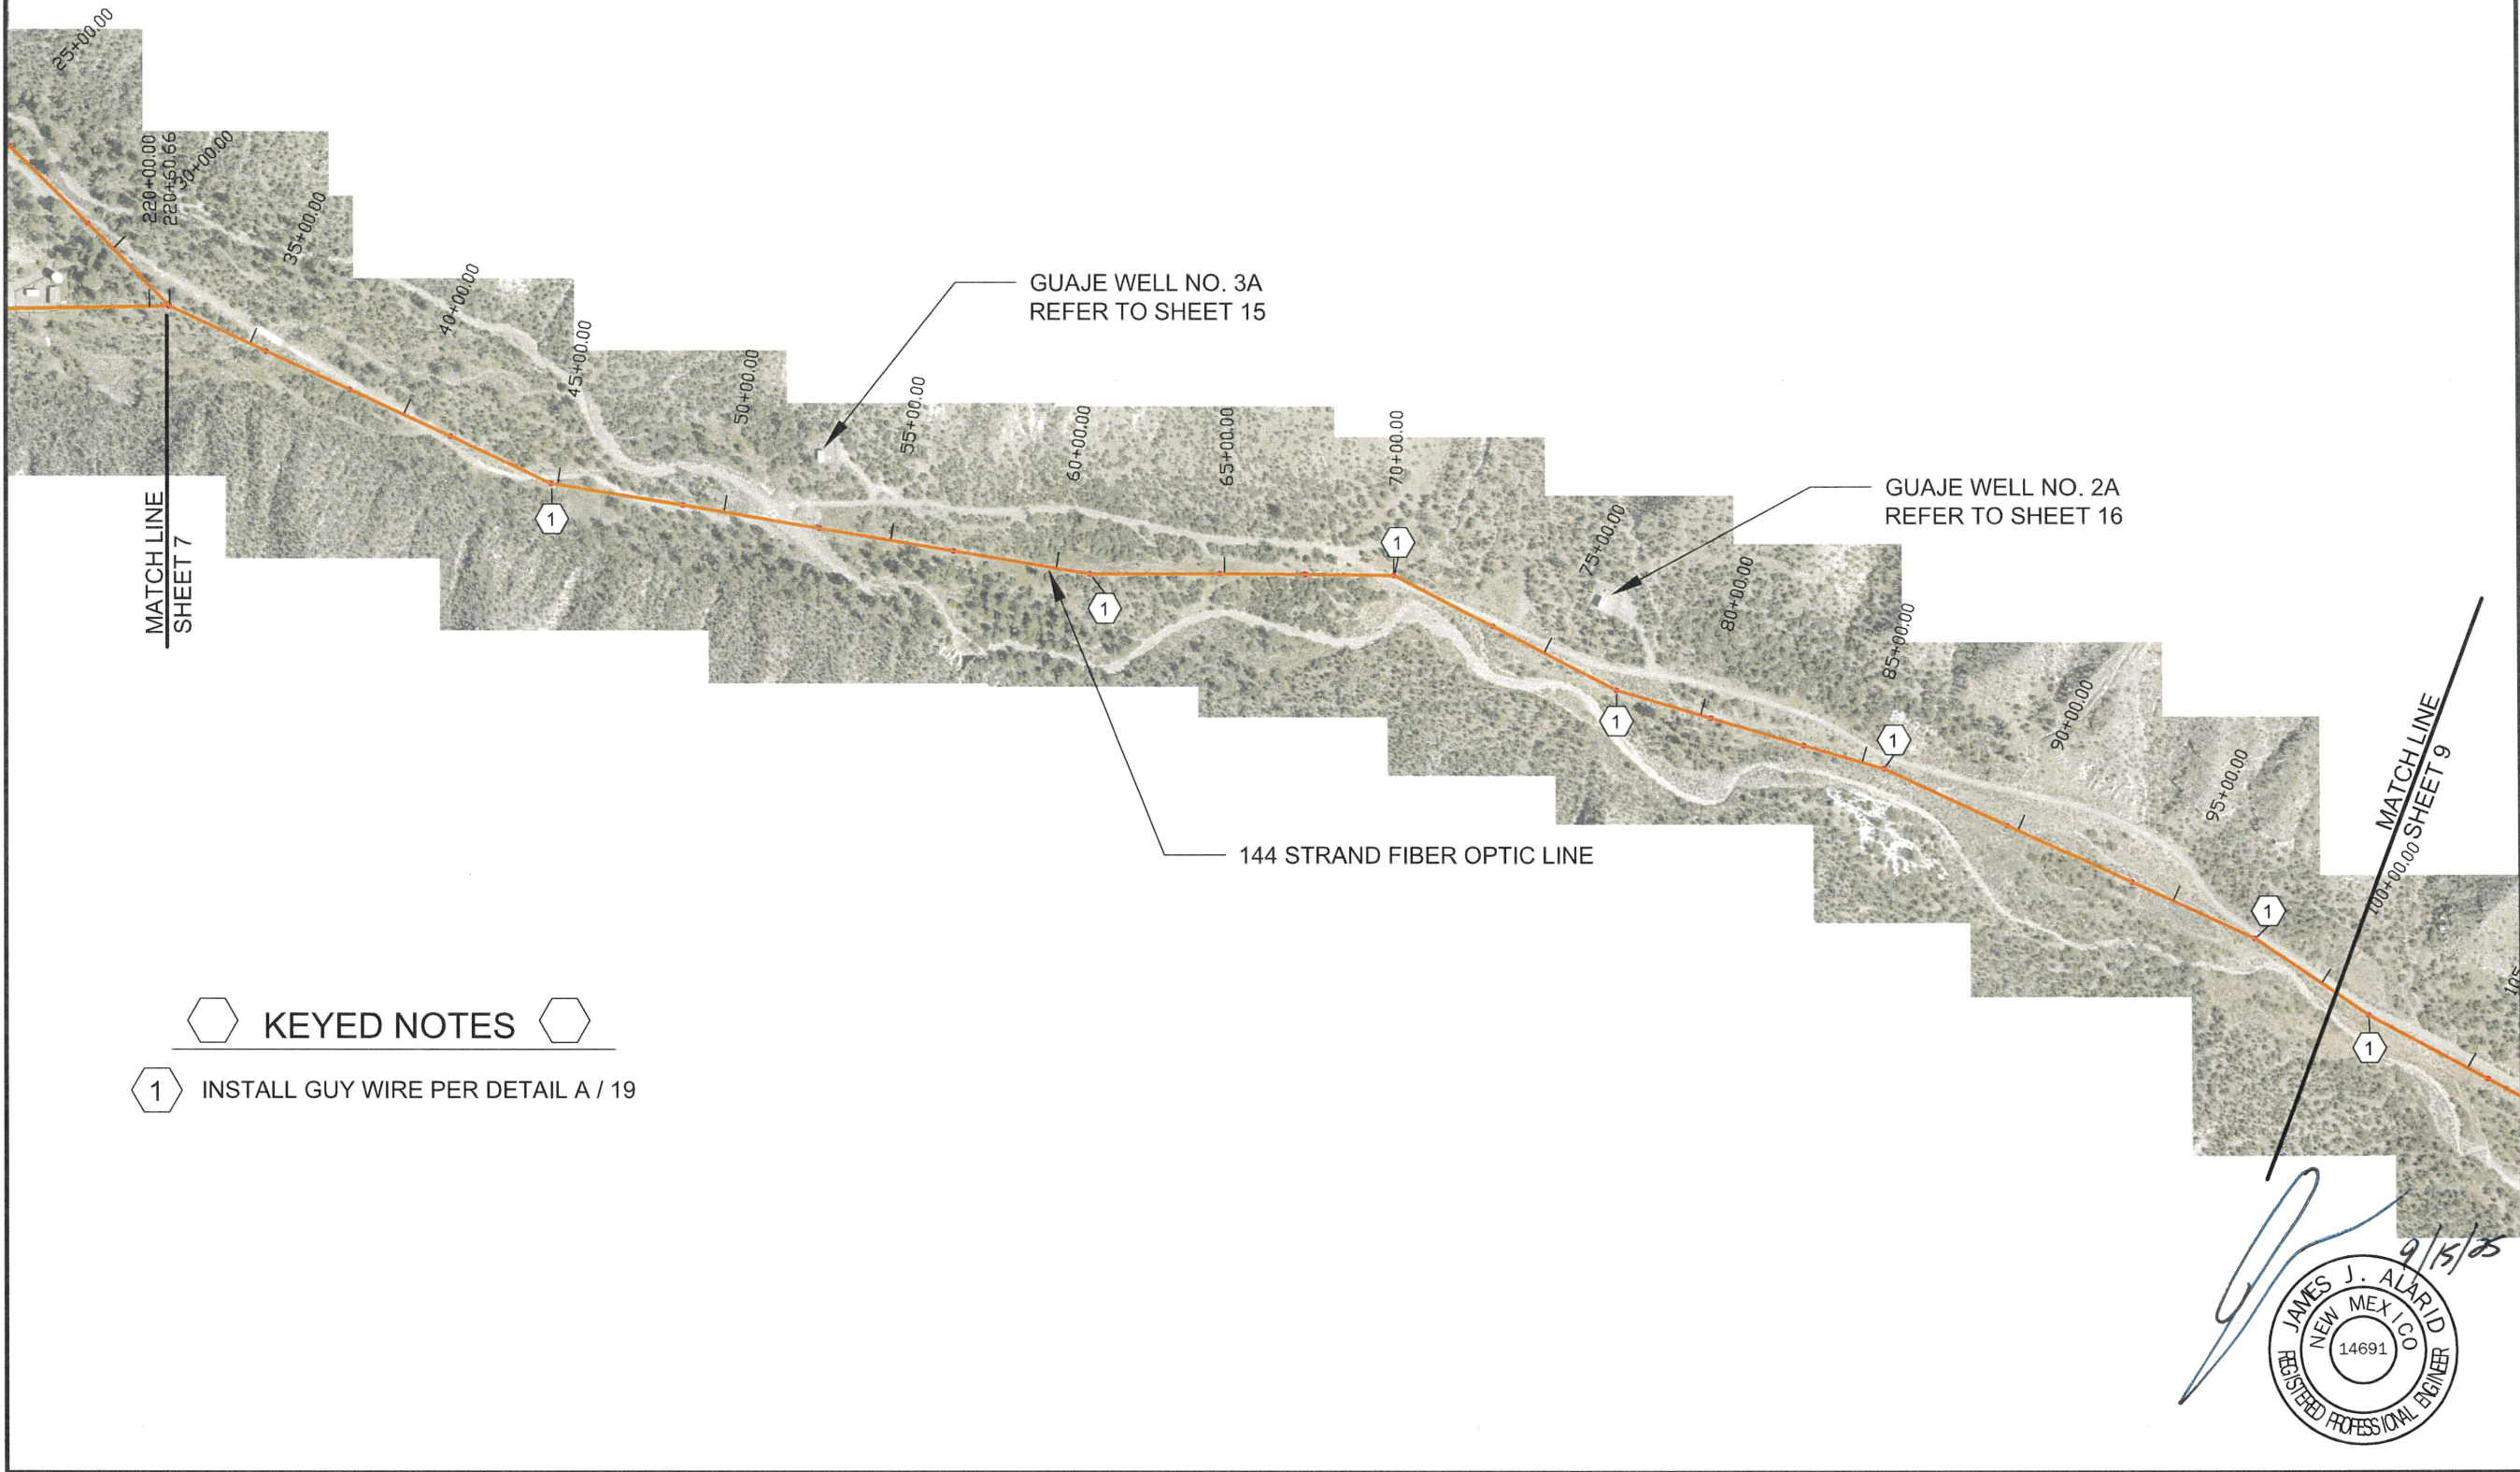 25+00.00
220+00.00
220+60.66
30+00.00
35+00.00
40+00.00
45+00.00
50+00.00
55+00.00
60+00.00
65+00.00
70+00.00
75+00.00
80+00.00
85+00.00
90+00.00
95+00.00
100+00.00
105
MATCH LINE
SHEET 7
GUAJE WELL NO. 3A
REFER TO SHEET 15
1
1
1
GUAJE WELL NO. 2A
REFER TO SHEET 16
1
1
144 STRAND FIBER OPTIC LINE
MATCH LINE
SHEET 9
1
1
KEYED NOTES
1 INSTALL GUY WIRE PER DETAIL A / 19
9/15/25
JAMES J. ALARID
NEW MEXICO
14691
REGISTERED PROFESSIONAL ENGINEER